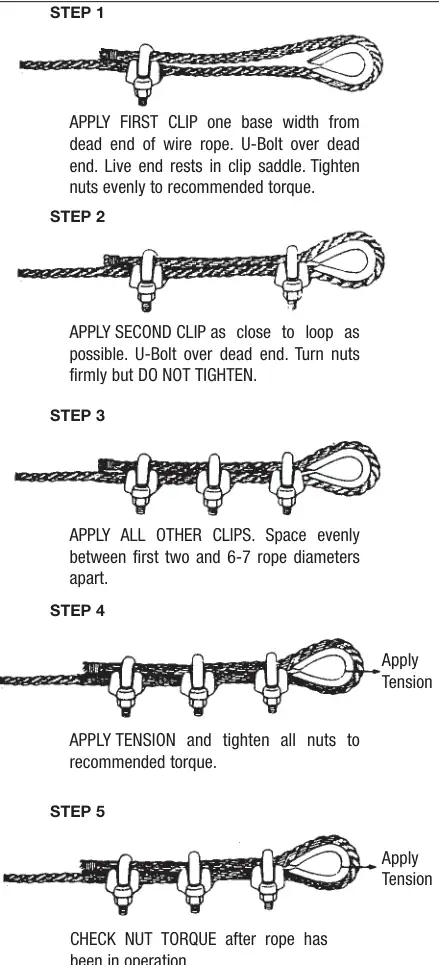 STEP 1
APPLY FIRST CLIP one base width from
dead end of wire rope. U-Bolt over dead
end. Live end rests in clip saddle. Tighten
nuts evenly to recommended torque.
STEP 2
APPLY SECOND CLIP as close to loop as
possible. U-Bolt over dead end. Turn nuts
firmly but DO NOT TIGHTEN.
STEP 3
APPLY ALL OTHER CLIPS. Space evenly
between first two and 6-7 rope diameters
apart.
STEP 4
Apply
Tension
APPLY TENSION and tighten all nuts to
recommended torque.
STEP 5
Apply
Tension
CHECK NUT TORQUE after rope has
been in operation